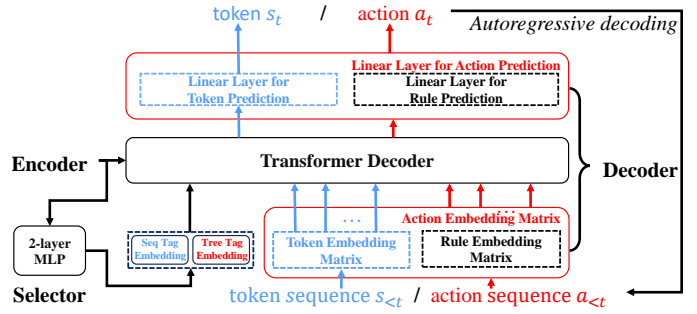 token s_t / action a_t
Autoregressive decoding
Linear Layer for Action Prediction
Linear Layer for
Token Prediction
Linear Layer for
Rule Prediction
Encoder
Transformer Decoder
Decoder
...
...
Action Embedding Matrix
2-layer
MLP
Seq Tag
Embedding
Tree Tag
Embedding
Token Embedding
Matrix
Rule Embedding
Matrix
Selector
token sequence s_{<t} / action sequence a_{<t}